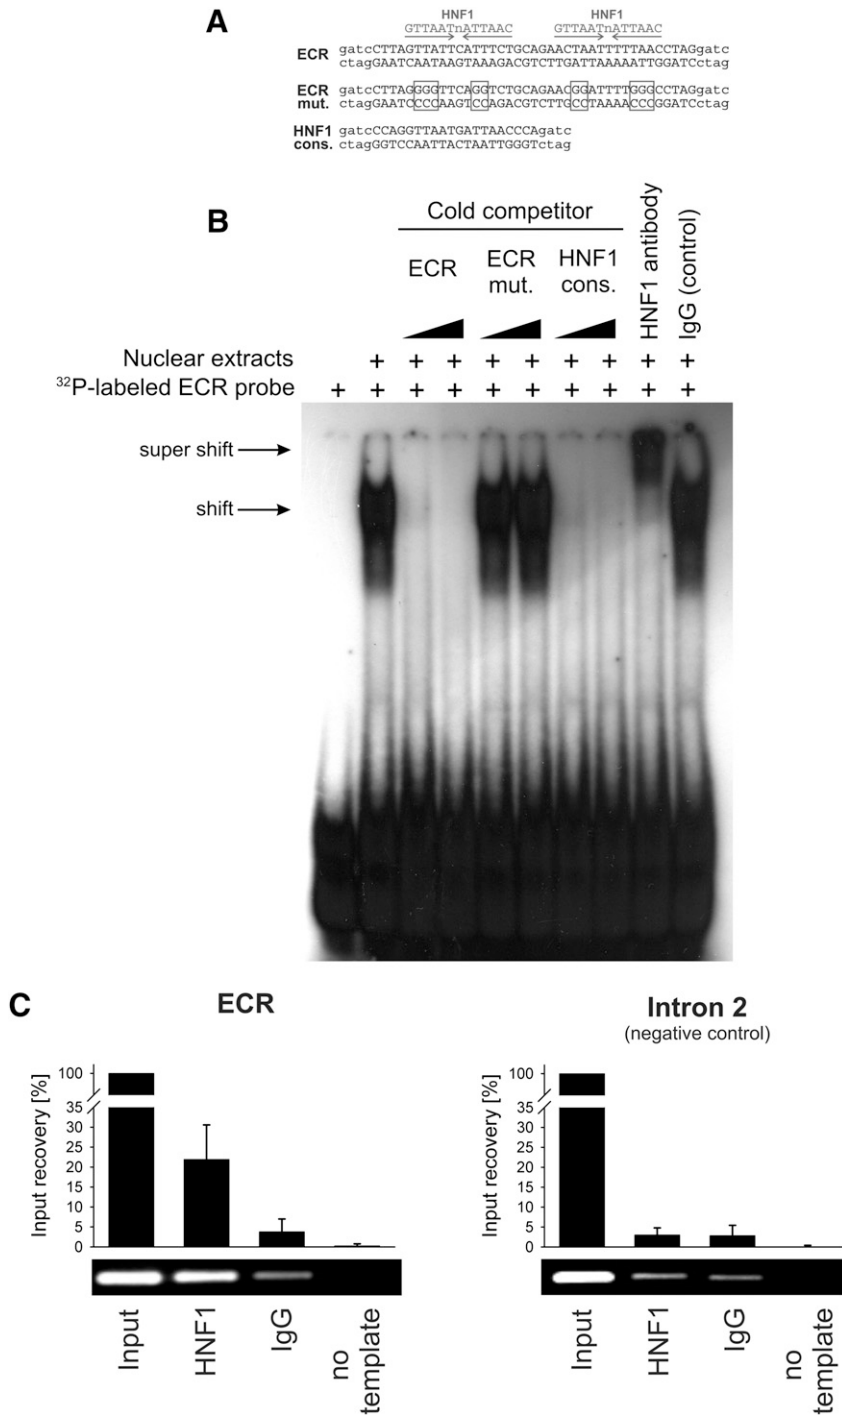 A
HNF1 HNF1
GTTAATnATTAAC GTTAATnATTAAC
ECR gatcCTTAGTTATTCATTTCTGCAGAACTAATTTTTAACCTAGgatc
ctagGAATCAATAAGTAAAGACGTCTTGATTAAAAATTGGATCctag
ECR mut. gatcCTTAGGGGTTCAGGTCTGCAGAACGGATTTTGGGCCTAGgatc
ctagGAATCCCCAAGTCCAGACGTCTTGCCTAAAACCCGGATCctag
HNF1 cons. gatcCCAGGTTAATGATTAACCCAgatc
ctagGGTCCAATTACTAATTGGGTctag
B
Cold competitor
ECR
ECR mut.
HNF1 cons.
HNF1 antibody
IgG (control)
Nuclear extracts + + + + + + + + +
32P-labeled ECR probe + + + + + + + + + +
super shift
shift
C
ECR
Intron 2
(negative control)
Input recovery [%]
100
35
30
25
20
15
10
5
0
Input
HNF1
IgG
no template
Input recovery [%]
100
35
30
25
20
15
10
5
0
Input
HNF1
IgG
no template